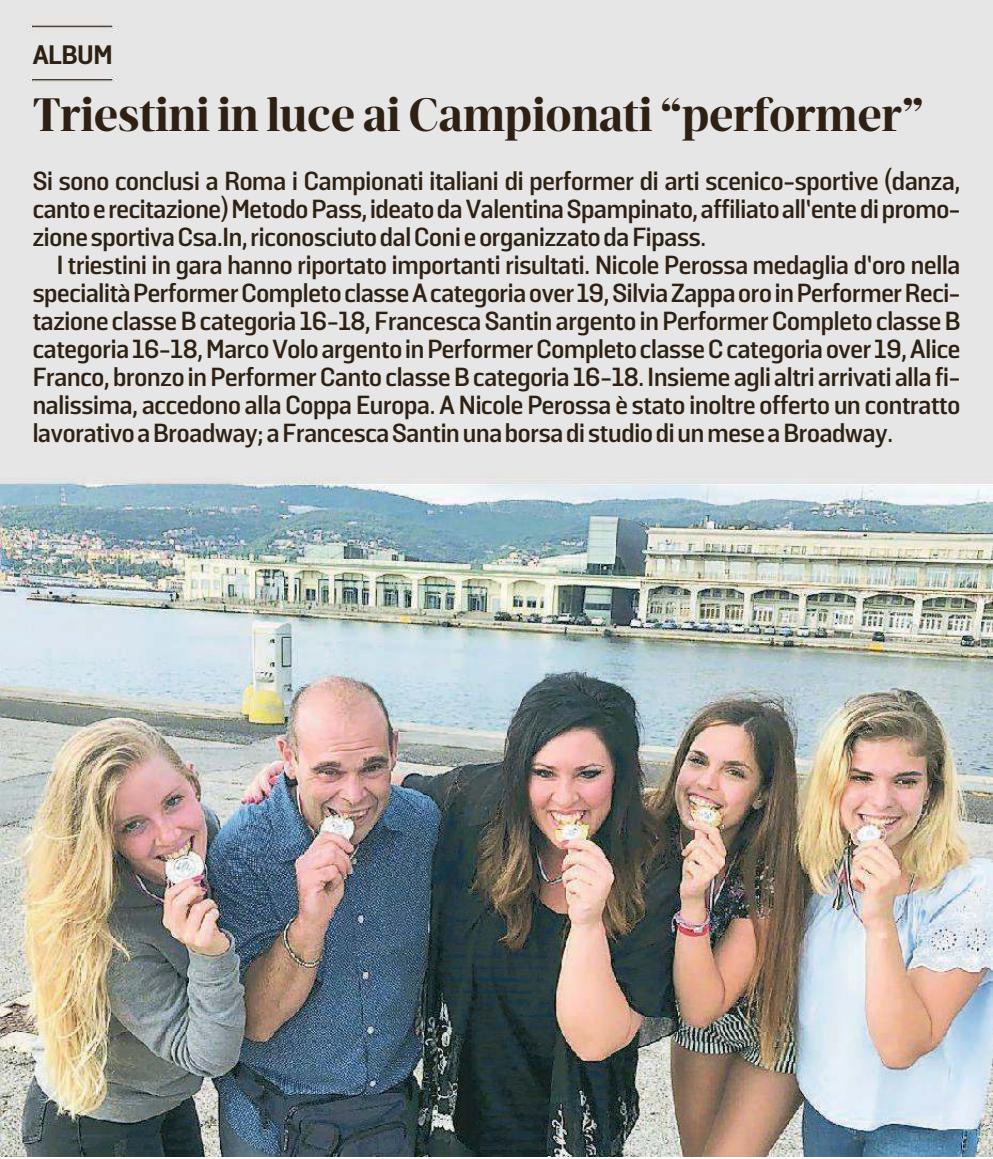 ALBUM
Triestini in luce ai Campionati “performer”
Si sono conclusi a Roma i Campionati italiani di performer di arti scenico-sportive (danza,
canto e recitazione) Metodo Pass, ideato da Valentina Spampinato, affiliato all'ente di promo-
zione sportiva Csa.In, riconosciuto dal Coni e organizzato da Fipass.
I triestini in gara hanno riportato importanti risultati. Nicole Perossa medaglia d'oro nella
specialità Performer Completo classe A categoria over 19, Silvia Zappa oro in Performer Reci-
tazione classe B categoria 16-18, Francesca Santin argento in Performer Completo classe B
categoria 16-18, Marco Volo argento in Performer Completo classe C categoria over 19, Alice
Franco, bronzo in Performer Canto classe B categoria 16-18. Insieme agli altri arrivati alla fi-
nalissima, accedono alla Coppa Europa. A Nicole Perossa è stato inoltre offerto un contratto
lavorativo a Broadway; a Francesca Santin una borsa di studio di un mese a Broadway.